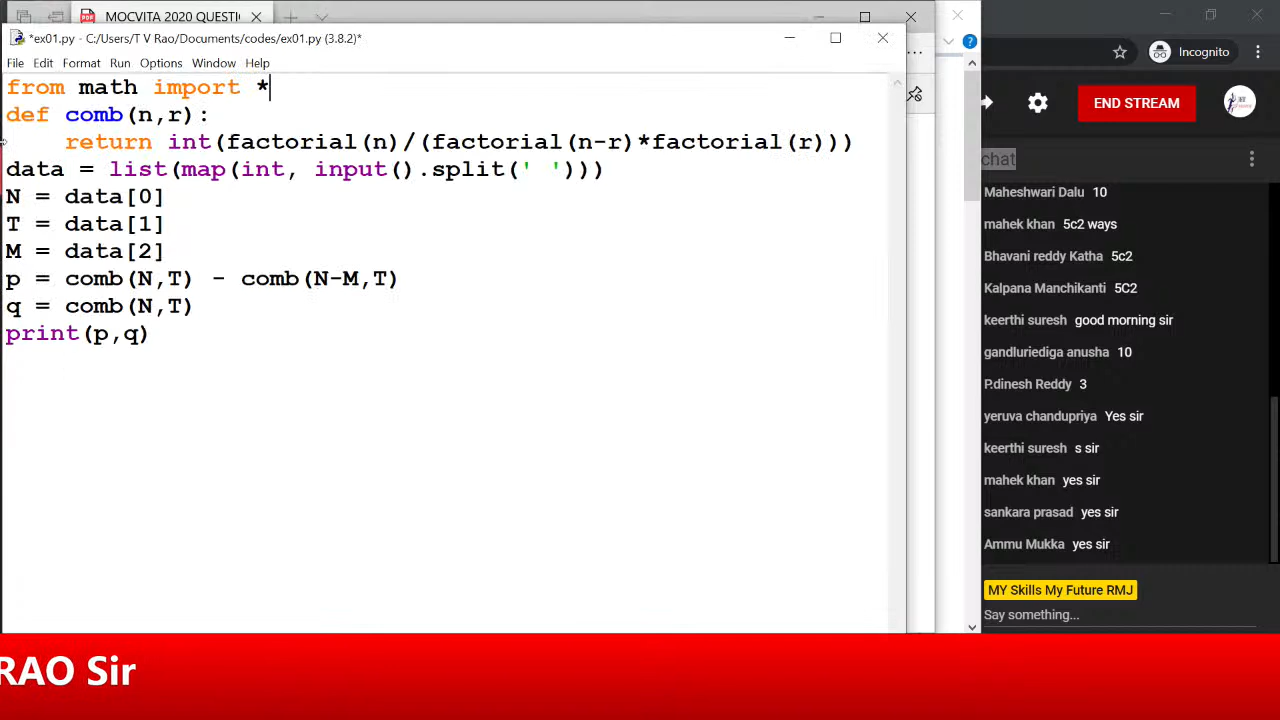 MOCVITA 2020 QUESTI
*ex01.py - C:/Users/T V Rao/Documents/codes/ex01.py (3.8.2)*
File Edit Format Run Options Window Help
from math import *
def comb(n,r):
    return int(factorial(n)/(factorial(n-r)*factorial(r)))
data = list(map(int, input().split(' ')))
N = data[0]
T = data[1]
M = data[2]
p = comb(N,T) - comb(N-M,T)
q = comb(N,T)
print(p,q)
Incognito
END STREAM
chat
Maheshwari Dalu 10
mahek khan 5c2 ways
Bhavani reddy Katha 5c2
Kalpana Manchikanti 5C2
keerthi suresh good morning sir
gandluriediga anusha 10
P.dinesh Reddy 3
yeruva chandupriya Yes sir
keerthi suresh s sir
mahek khan yes sir
sankara prasad yes sir
Ammu Mukka yes sir
MY Skills My Future RMJ
Say something...
RAO Sir